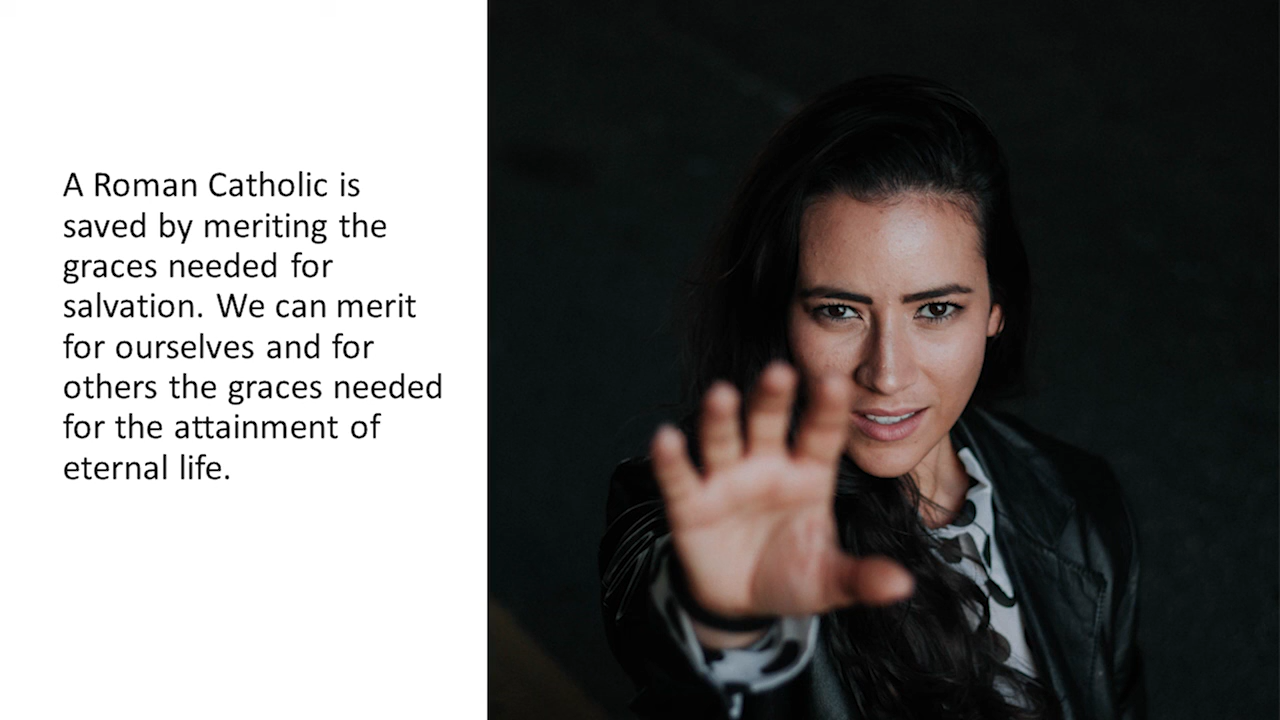 A Roman Catholic is
saved by meriting the
graces needed for
salvation. We can merit
for ourselves and for
others the graces needed
for the attainment of
eternal life.